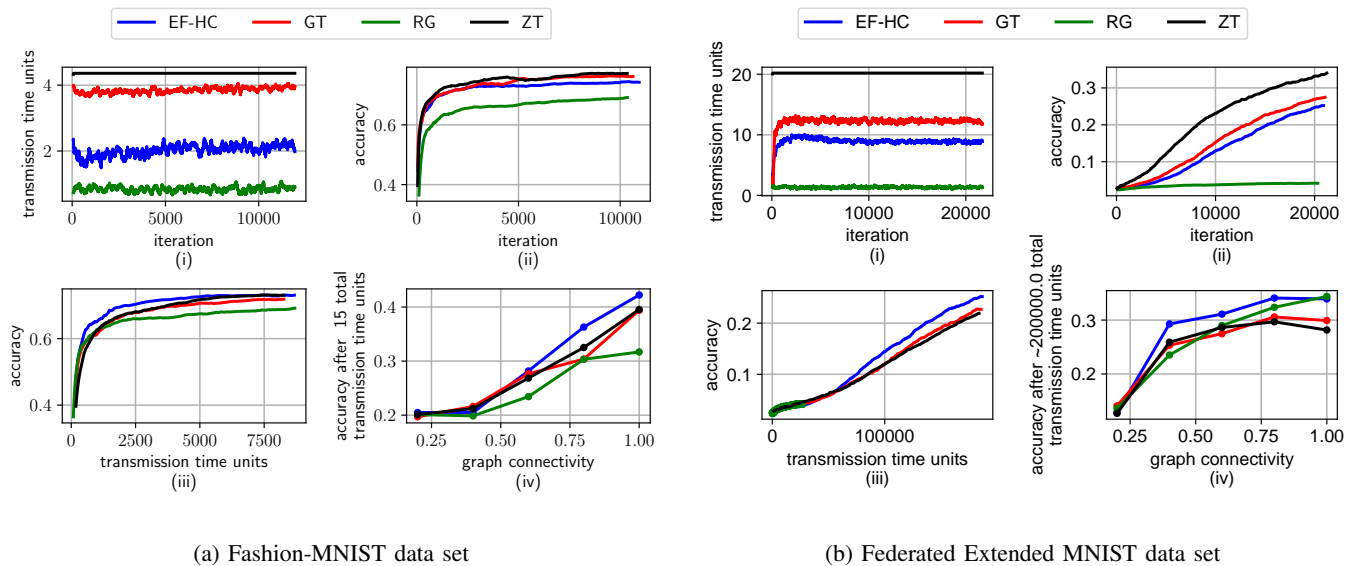 EF-HC GT RG ZT
transmission time units
4
2
0 5000 10000
iteration
(i)
accuracy
0.6
0.4
0 5000 10000
iteration
(ii)
accuracy
0.6
0.4
0 2500 5000 7500
transmission time units
(iii)
accuracy after 15 total
transmission time units
0.5
0.4
0.3
0.2
0.25 0.50 0.75 1.00
graph connectivity
(iv)
(a) Fashion-MNIST data set
EF-HC GT RG ZT
transmission time units
20
10
0
0 10000 20000
iteration
(i)
accuracy
0.3
0.2
0.1
0 10000 20000
iteration
(ii)
accuracy
0.2
0.1
0 100000
transmission time units
(iii)
accuracy after ~200000.0 total
transmission time units
0.3
0.2
0.25 0.50 0.75 1.00
graph connectivity
(iv)
(b) Federated Extended MNIST data set